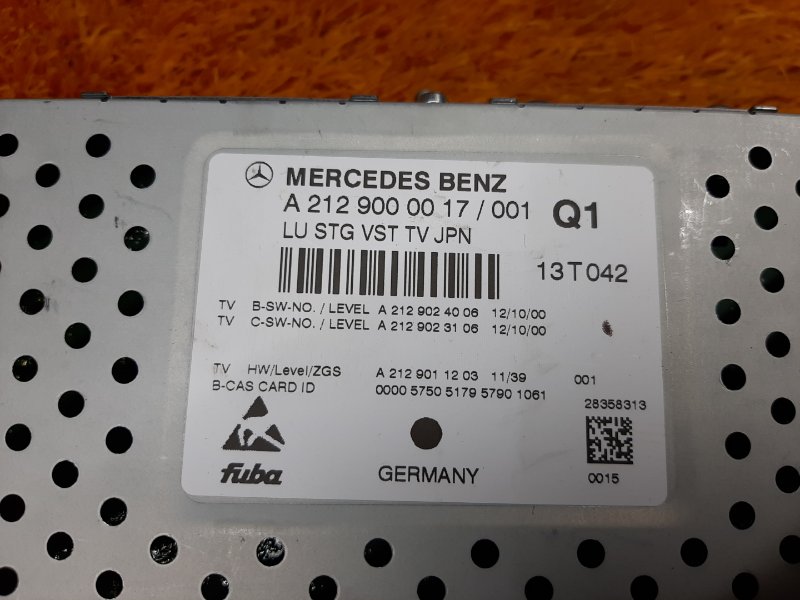 MERCEDES BENZ
A 212 900 00 17 / 001 Q1
LU STG VST TV JPN
13T042
TV B-SW-NO. / LEVEL A 212 902 40 06 12/10/00
TV C-SW-NO. / LEVEL A 212 902 31 06 12/10/00
TV HW/Level/ZGS A 212 901 12 03 11/39 001
B-CAS CARD ID 0000 5750 5179 5790 1061
28358313
fuba GERMANY 0015